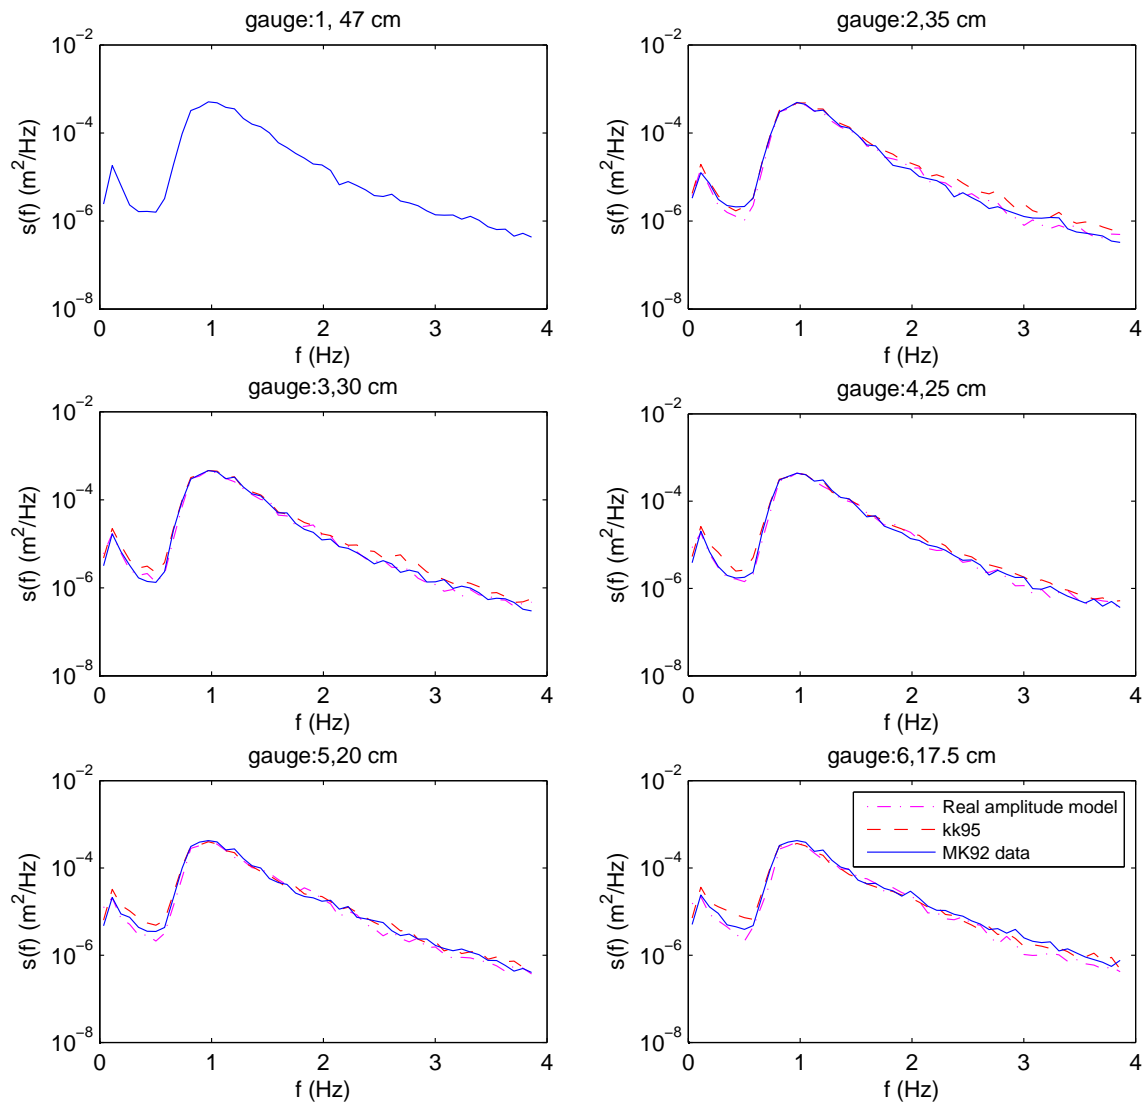 gauge:1, 47 cm
10^-2
10^-4
10^-6
10^-8
s(f) (m^2/Hz)
0 1 2 3 4
f (Hz)
gauge:2,35 cm
10^-2
10^-4
10^-6
10^-8
s(f) (m^2/Hz)
0 1 2 3 4
f (Hz)
gauge:3,30 cm
10^-2
10^-4
10^-6
10^-8
s(f) (m^2/Hz)
0 1 2 3 4
f (Hz)
gauge:4,25 cm
10^-2
10^-4
10^-6
10^-8
s(f) (m^2/Hz)
0 1 2 3 4
f (Hz)
gauge:5,20 cm
10^-2
10^-4
10^-6
10^-8
s(f) (m^2/Hz)
0 1 2 3 4
f (Hz)
gauge:6,17.5 cm
10^-2
10^-4
10^-6
10^-8
s(f) (m^2/Hz)
Real amplitude model
kk95
MK92 data
0 1 2 3 4
f (Hz)